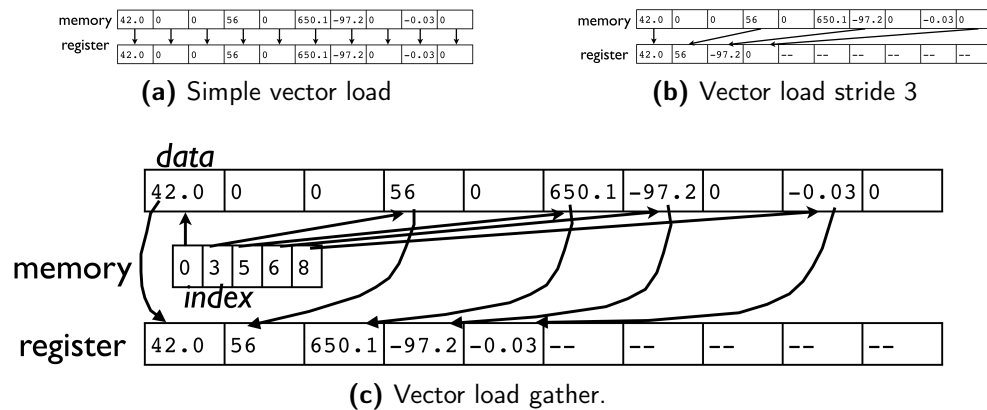 memory 42.0 0 0 56 0 650.1 -97.2 0 -0.03 0
register 42.0 0 0 56 0 650.1 -97.2 0 -0.03 0
(a) Simple vector load
memory 42.0 0 0 56 0 650.1 -97.2 0 -0.03 0
register 42.0 56 -97.2 0 -- -- -- -- -- --
(b) Vector load stride 3
data
42.0 0 0 56 0 650.1 -97.2 0 -0.03 0
memory 0 3 5 6 8
index
register 42.0 56 650.1 -97.2 -0.03 -- -- -- -- --
(c) Vector load gather.